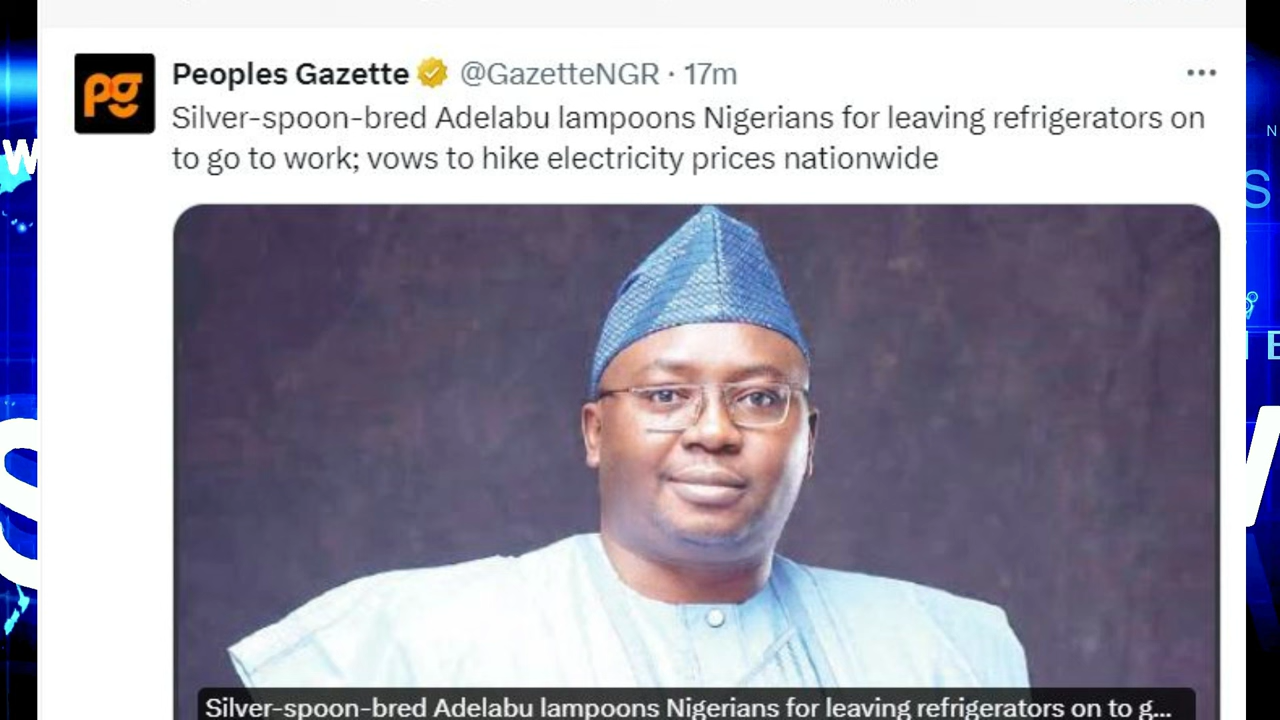 Peoples Gazette @GazetteNGR · 17m
Silver-spoon-bred Adelabu lampoons Nigerians for leaving refrigerators on
to go to work; vows to hike electricity prices nationwide
Silver-spoon-bred Adelabu lampoons Nigerians for leaving refrigerators on to g...